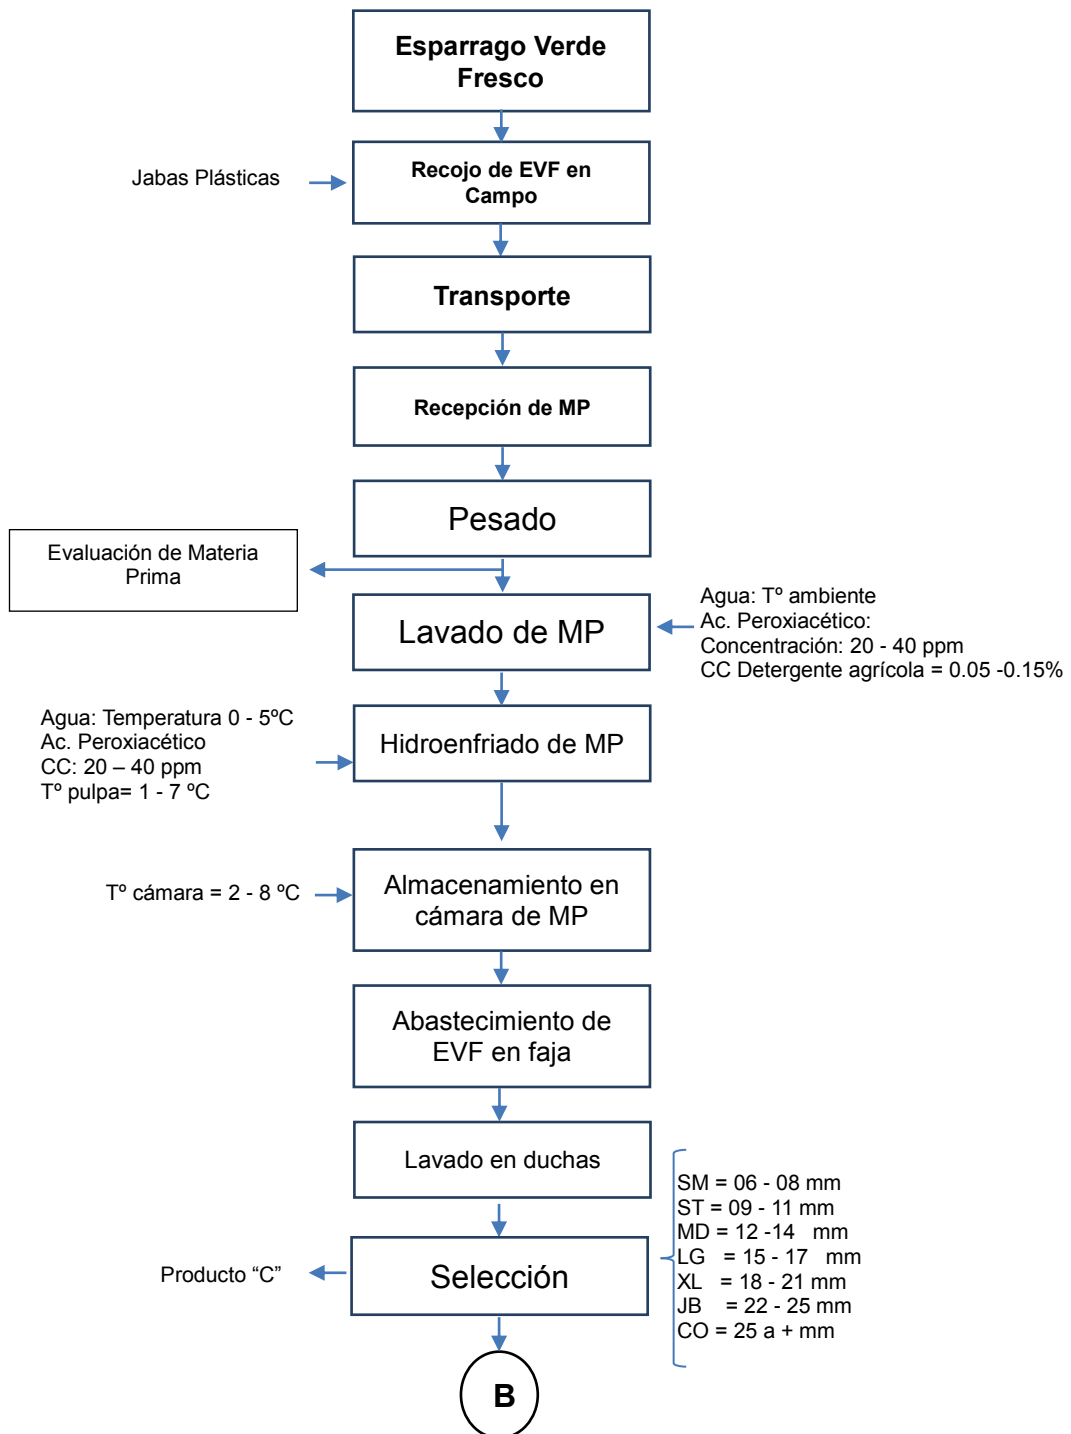 Esparrago Verde
Fresco
Jabas Plásticas
Recojo de EVF en
Campo
Transporte
Recepción de MP
Pesado
Evaluación de Materia
Prima
Lavado de MP
Agua: Tº ambiente
Ac. Peroxiacético:
Concentración: 20 - 40 ppm
CC Detergente agrícola = 0.05 -0.15%
Agua: Temperatura 0 - 5ºC
Ac. Peroxiacético
CC: 20 – 40 ppm
Tº pulpa= 1 - 7 ºC
Hidroenfriado de MP
Tº cámara = 2 - 8 ºC
Almacenamiento en
cámara de MP
Abastecimiento de
EVF en faja
Lavado en duchas
SM = 06 - 08 mm
ST = 09 - 11 mm
MD = 12 -14 mm
LG = 15 - 17 mm
XL = 18 - 21 mm
JB = 22 - 25 mm
CO = 25 a + mm
Producto “C”
Selección
B